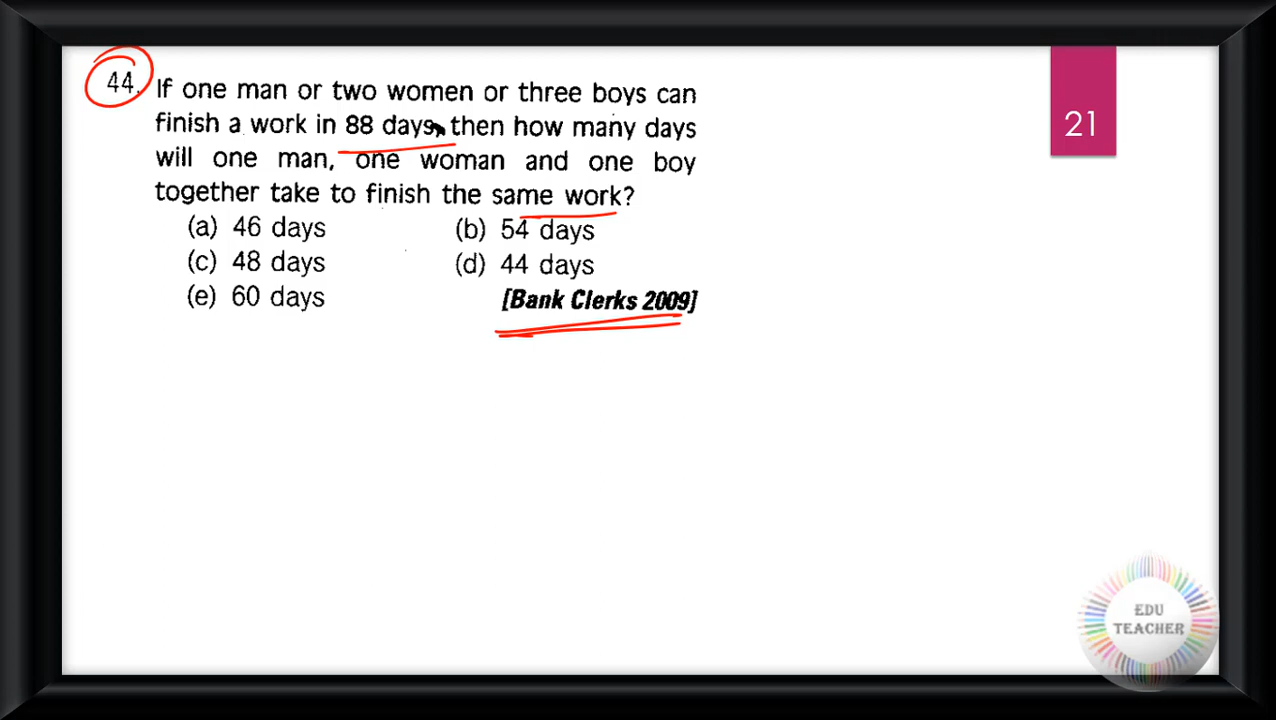 44. If one man or two women or three boys can
finish a work in 88 days, then how many days
will one man, one woman and one boy
together take to finish the same work?
(a) 46 days (b) 54 days
(c) 48 days (d) 44 days
(e) 60 days [Bank Clerks 2009]
21
EDU
TEACHER